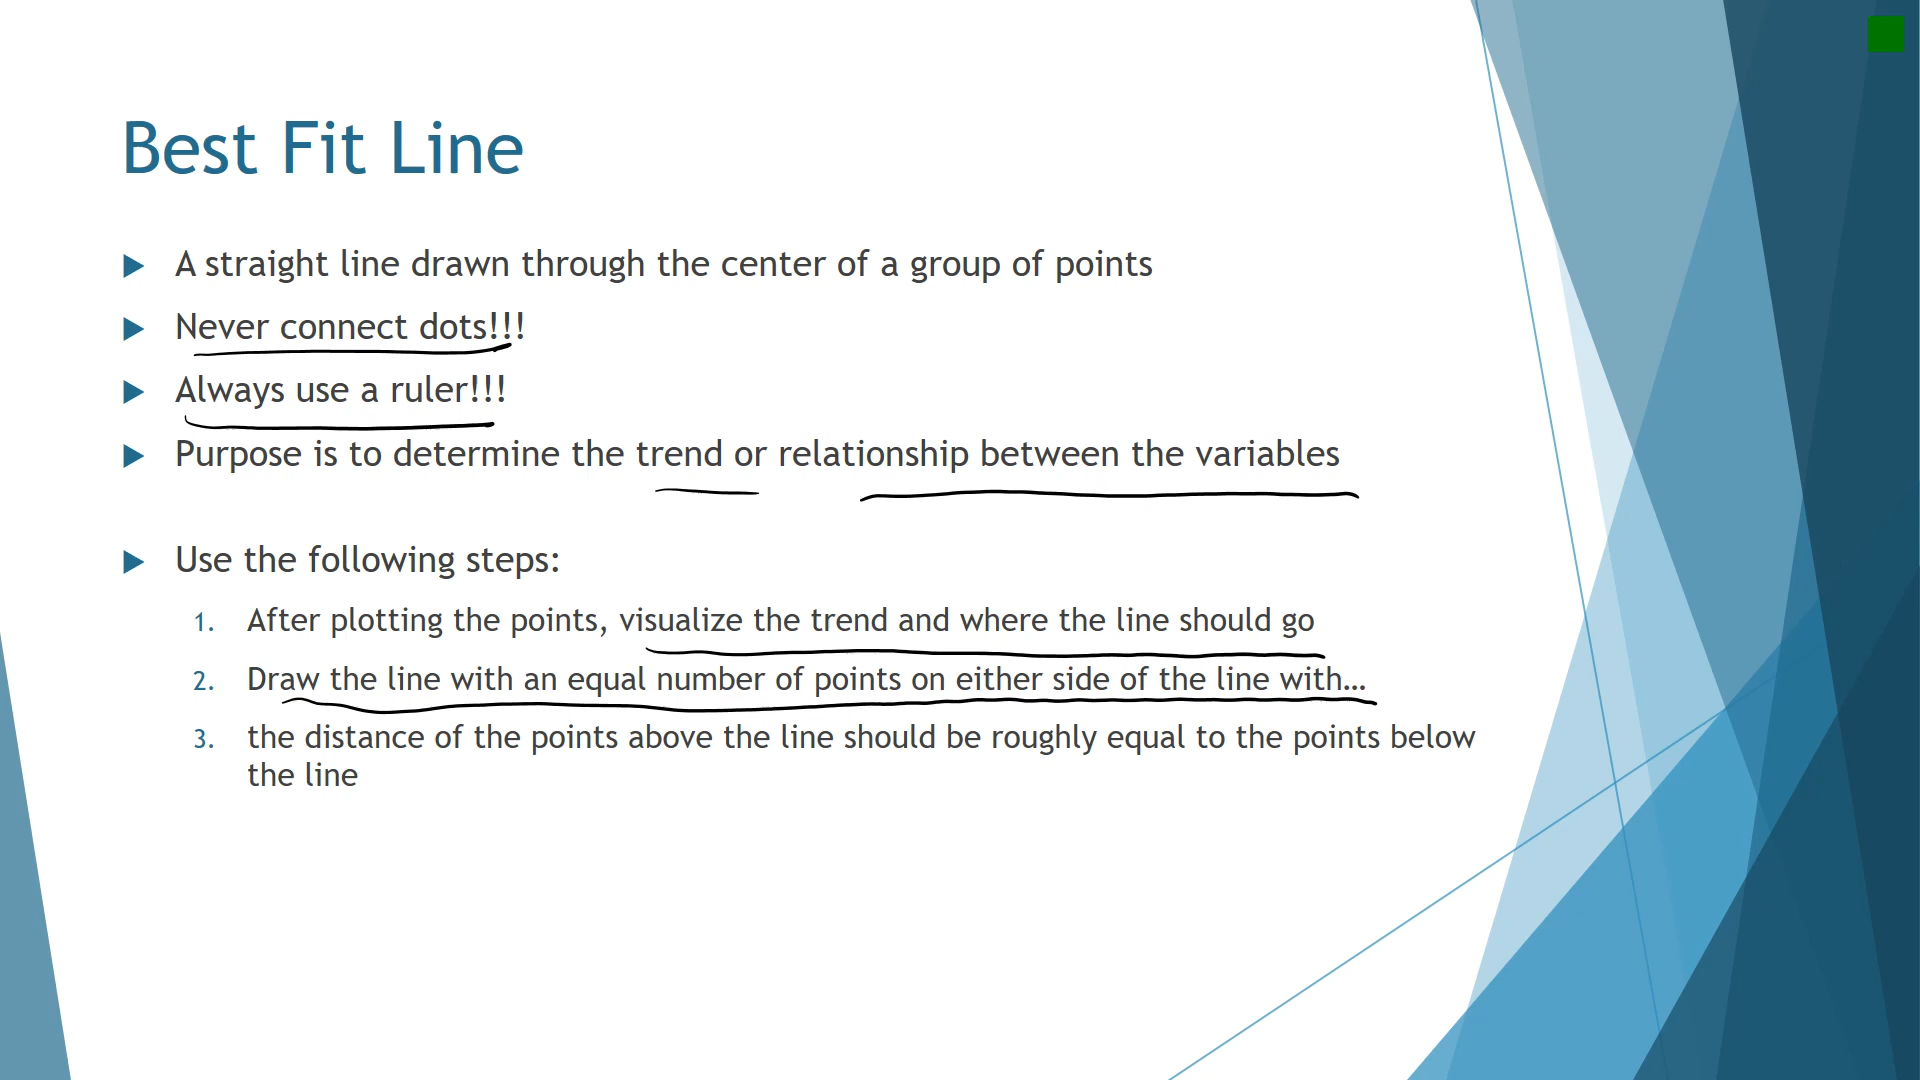 Best Fit Line
A straight line drawn through the center of a group of points
Never connect dots!!!
Always use a ruler!!!
Purpose is to determine the trend or relationship between the variables
Use the following steps:
1. After plotting the points, visualize the trend and where the line should go
2. Draw the line with an equal number of points on either side of the line with…
3. the distance of the points above the line should be roughly equal to the points below
the line